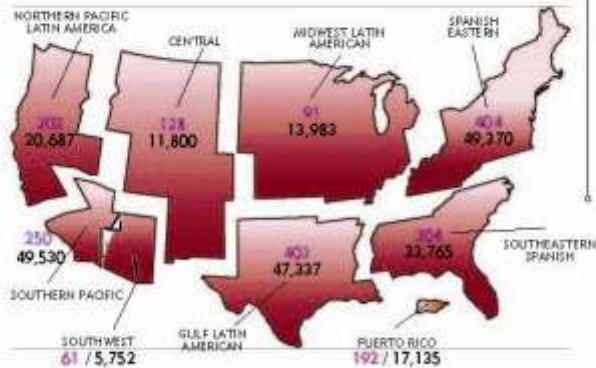 NORTHERN PACIFIC
LATIN AMERICA
CENTRAL
MIDWEST LATIN
AMERICAN
SPANISH
EASTERN
202
20,687
128
11,800
91
13,983
404
49,370
250
49,530
SOUTHERN PACIFIC
403
47,337
33,765
SOUTHEASTERN
SPANISH
SOUTHWEST
61 / 5,752
GULF LATIN
AMERICAN
PUERTO RICO
192 / 17,135